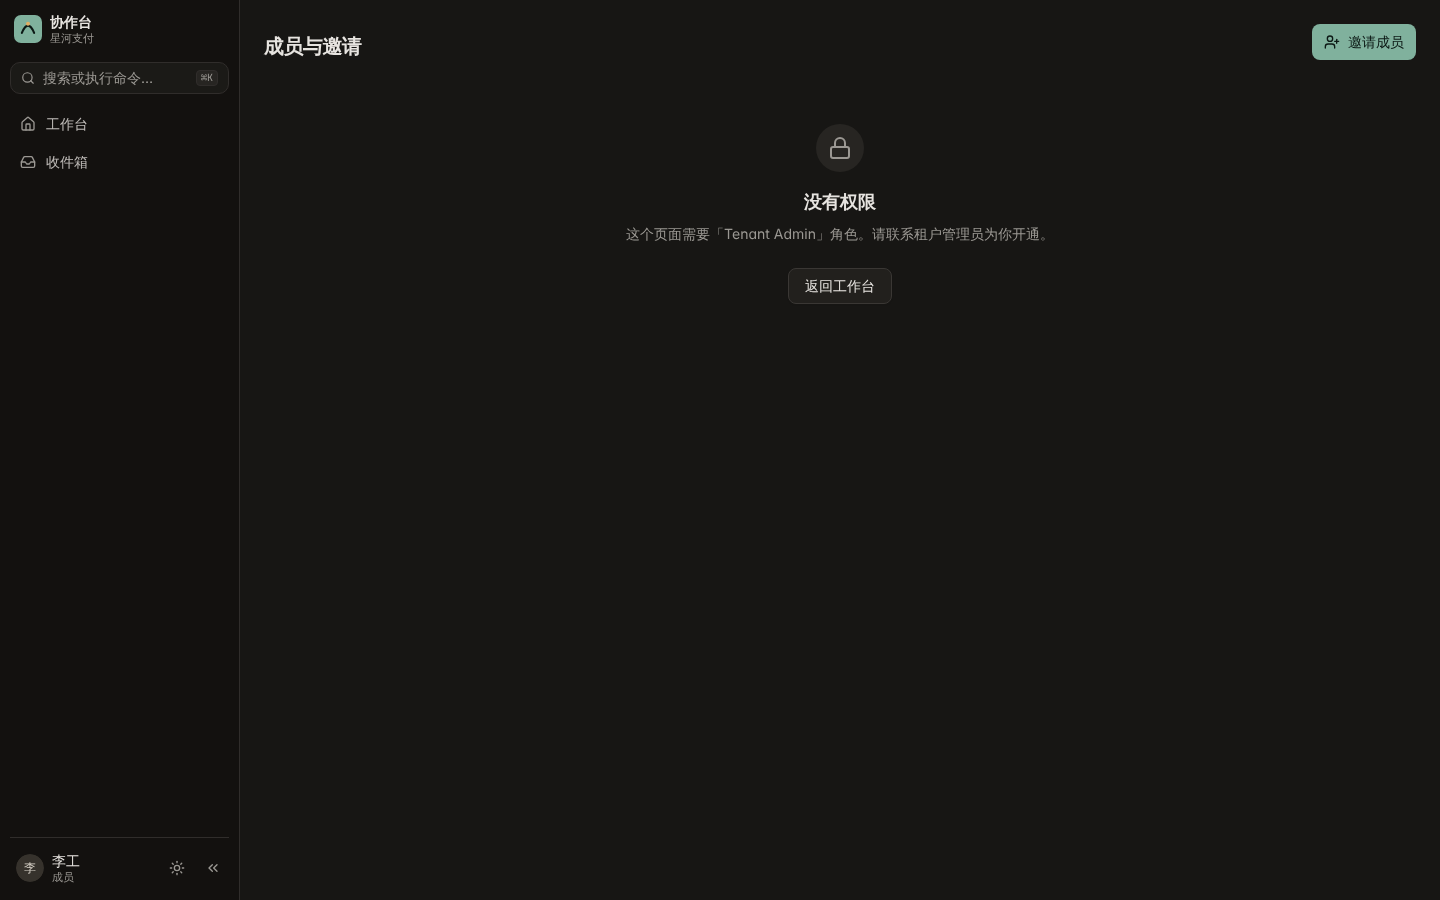 协作台
星河支付
搜索或执行命令...
⌘K
工作台
收件箱
成员与邀请
邀请成员
没有权限
这个页面需要「Tenant Admin」角色。请联系租户管理员为你开通。
返回工作台
李
李工
成员